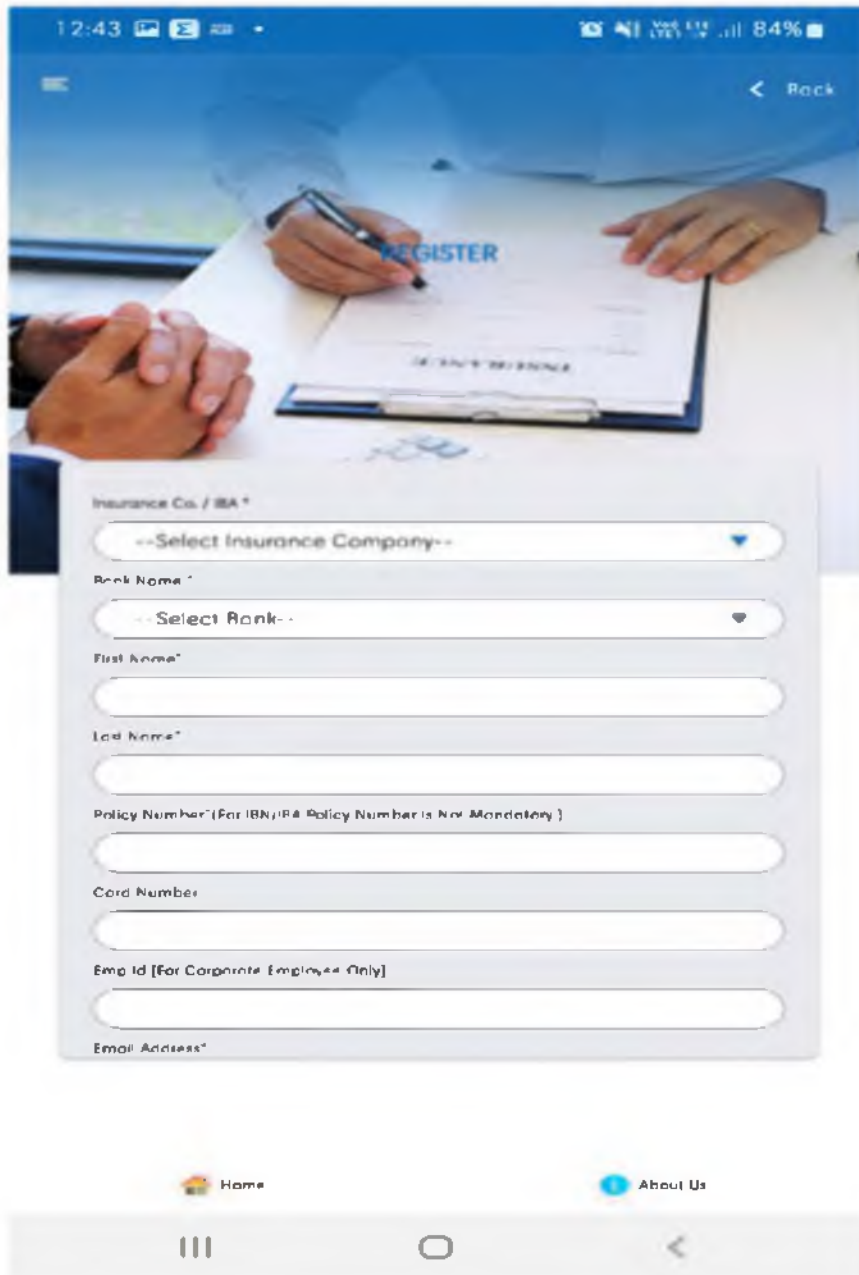 12:43 84%
Back
REGISTER
INSURANCE
Insurance Co. / IBA *
--Select Insurance Company--
Bank Name *
--Select Bank--
First Name*
Last Name*
Policy Number*(For IBN/IBA Policy Number is Not Mandatory )
Card Number
Emp Id [For Corporate Employee Only]
Email Address*
Home
About Us